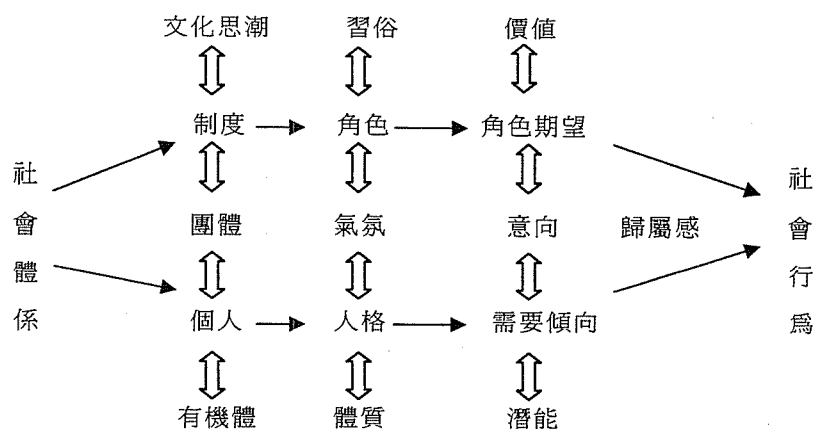 文化思潮 習俗 價値
制度 角色 角色期望
社會體係
團體 氣氛 意向 歸屬感
社會行爲
個人 人格 需要傾向
有機體 體质 潛能